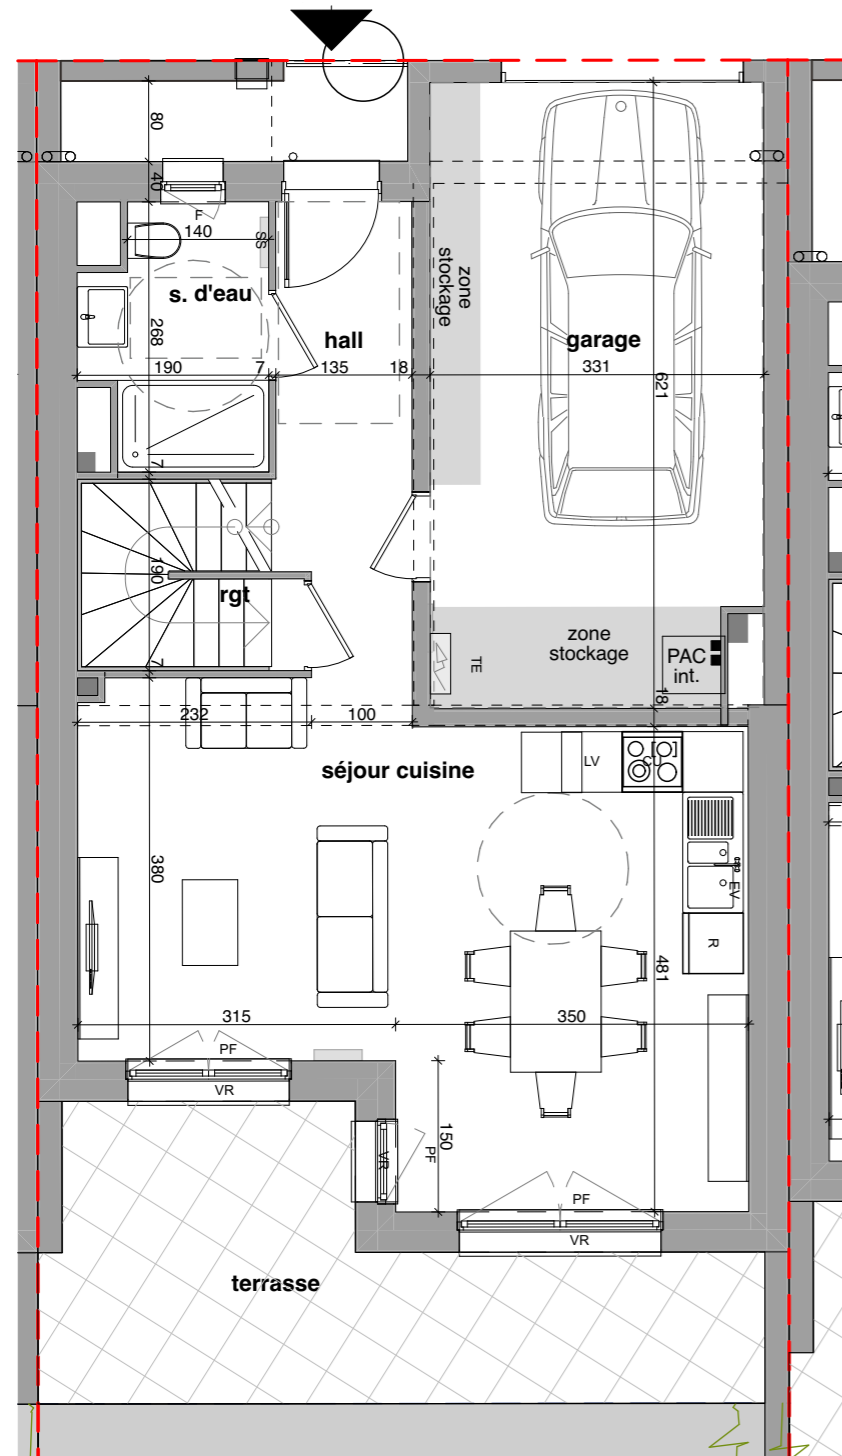 80
40
F
140
SS
s. d'eau
268
hall
zone
stockage
garage
190
7
135
18
331
621
7
190
rgt
7
zone
stockage
TE
PAC
int.
18
232
100
séjour cuisine
LV
CU
380
EV
R
481
315
350
PF
VR
150
PF
VR
PF
VR
terrasse